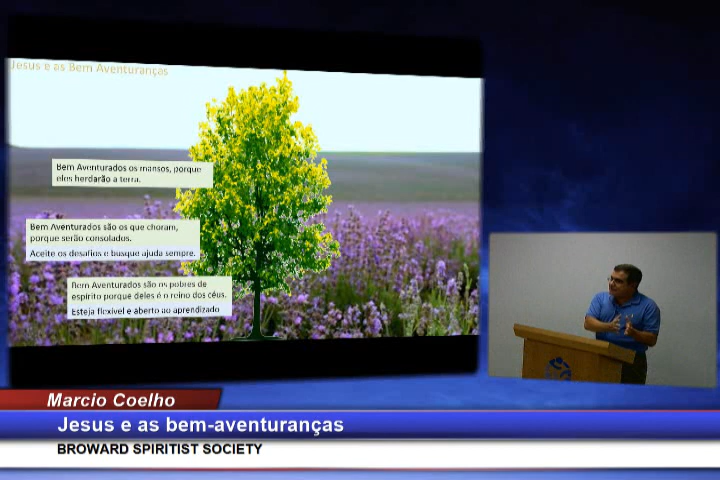 Jesus e as Bem Aventuranças
Bem Aventurados os mansos, porque
eles herdarão a terra.
Bem Aventurados são os que choram,
porque serão consolados.
Aceite os desafios e busque ajuda sempre.
Bem Aventurados são os pobres de
espírito porque deles é o reino dos céus.
Esteja flexível e aberto ao aprendizado
Marcio Coelho
Jesus e as bem-aventuranças
BROWARD SPIRITIST SOCIETY